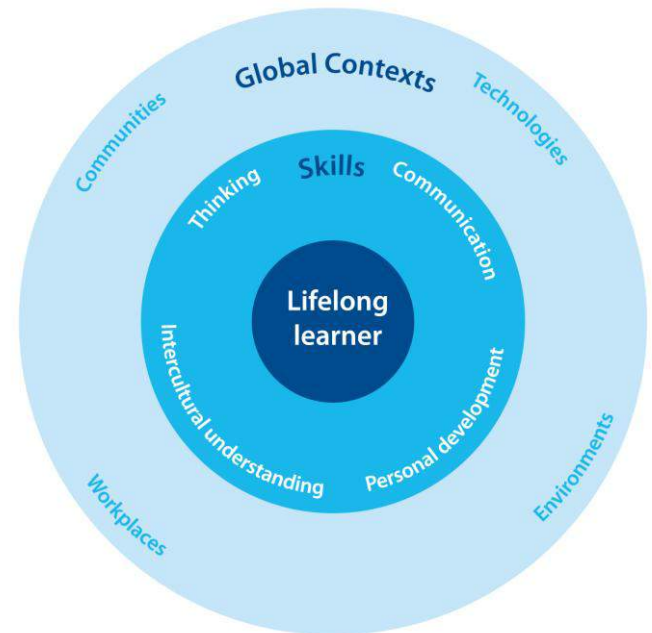 Global Contexts
Communities
Technologies
Skills
Thinking
Communication
Lifelong
learner
Intercultural understanding
Personal development
Workplaces
Environments